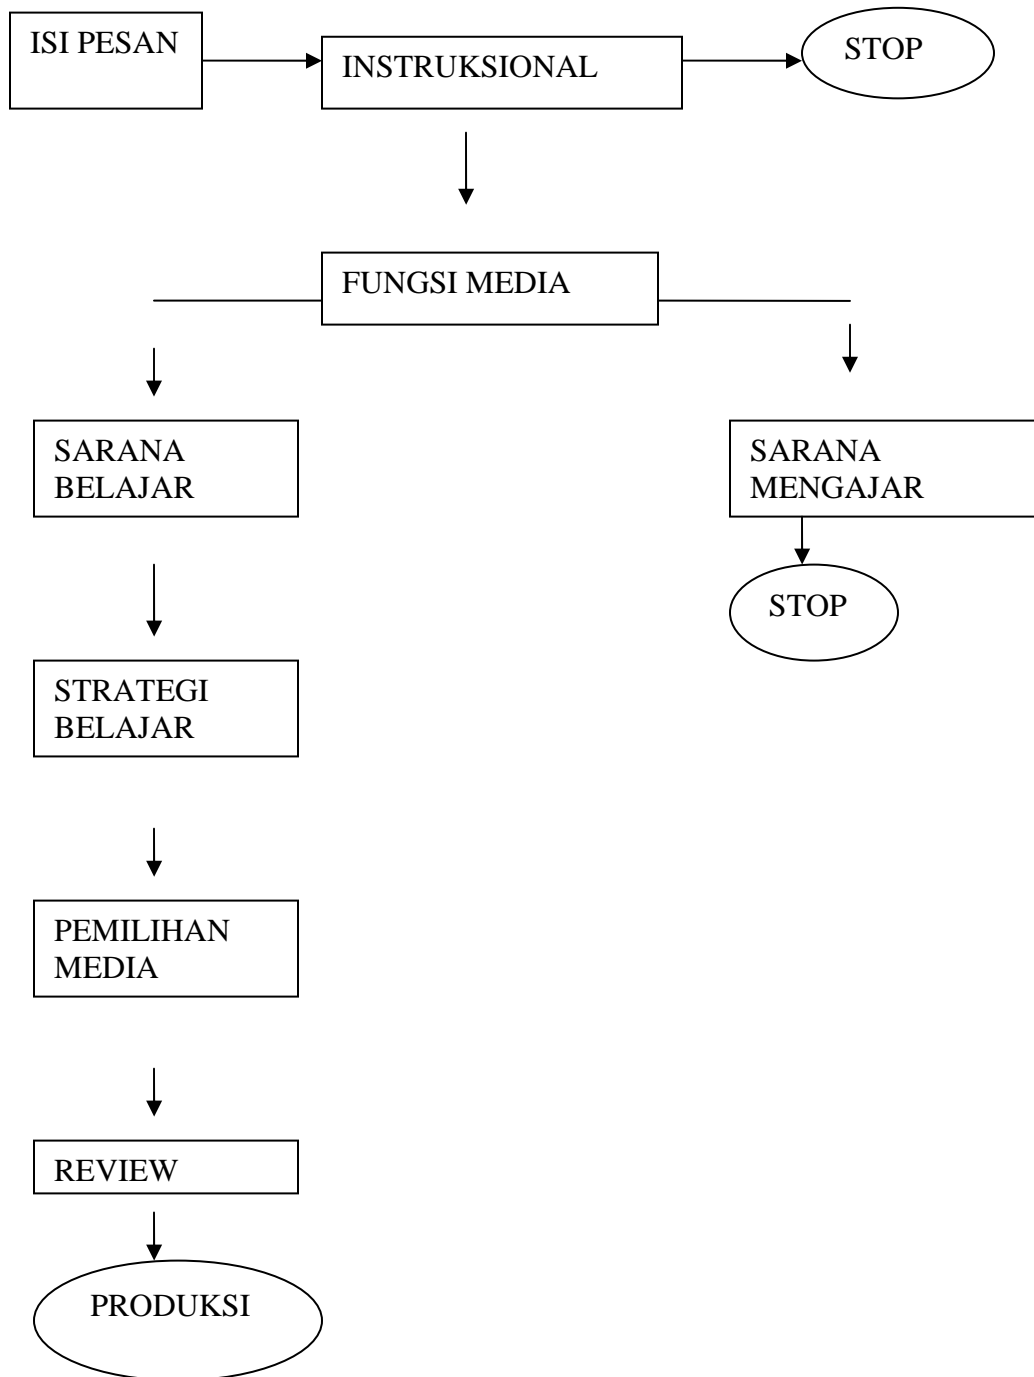 ISI PESAN
INSTRUKSIONAL
STOP
FUNGSI MEDIA
SARANA
BELAJAR
SARANA
MENGAJAR
STOP
STRATEGI
BELAJAR
PEMILIHAN
MEDIA
REVIEW
PRODUKSI